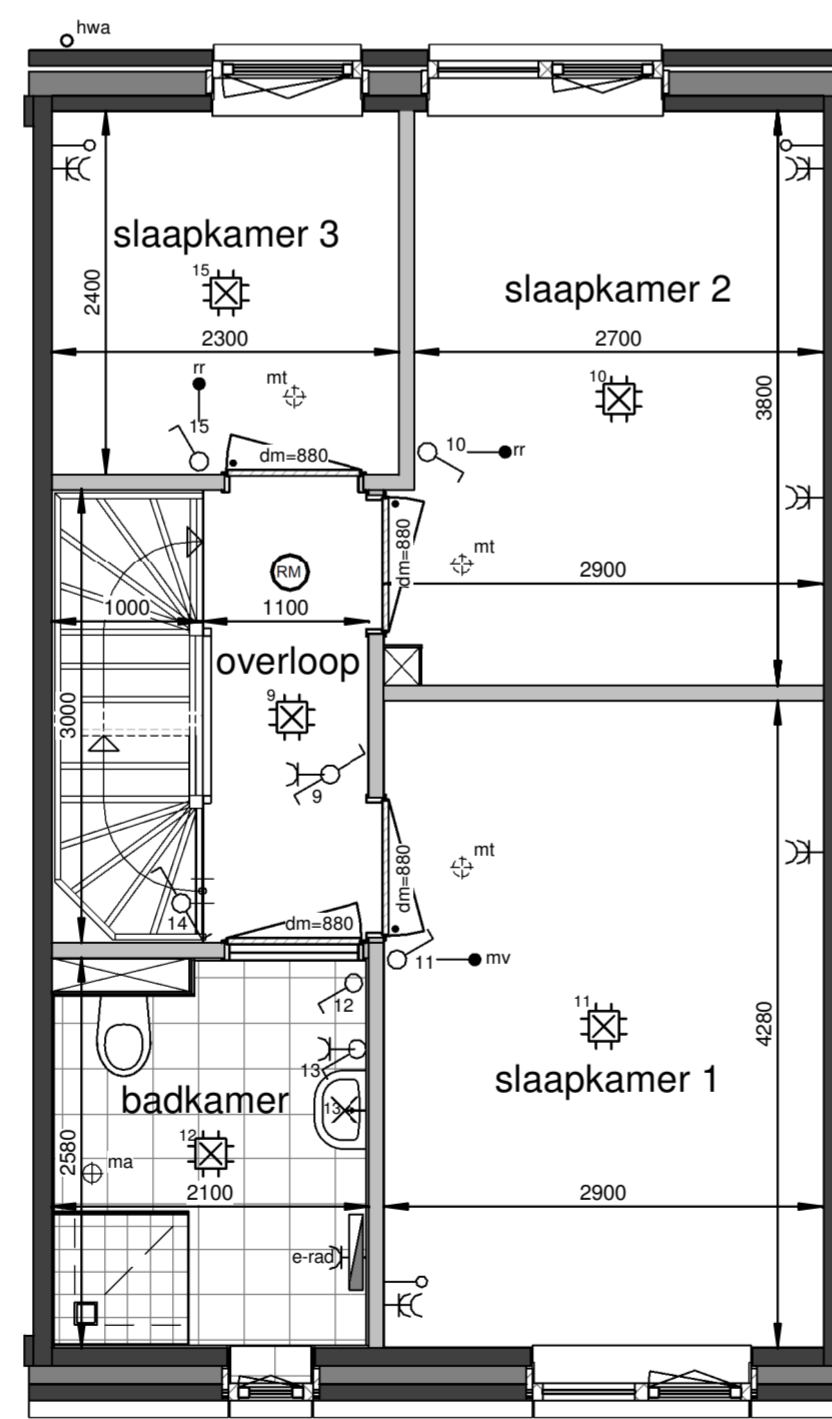 hwa
slaapkamer 3
15
2400
2300
rr
mt
15
dm=880
slaapkamer 2
10
2700
3800
10
rr
mt
dm=880
2900
RM
1000
1100
overloop
9
3000
9
14
dm=880
mt
dm=880
11
mv
11
4280
slaapkamer 1
12
13
13
badkamer
12
2580
ma
2100
2900
e-rad